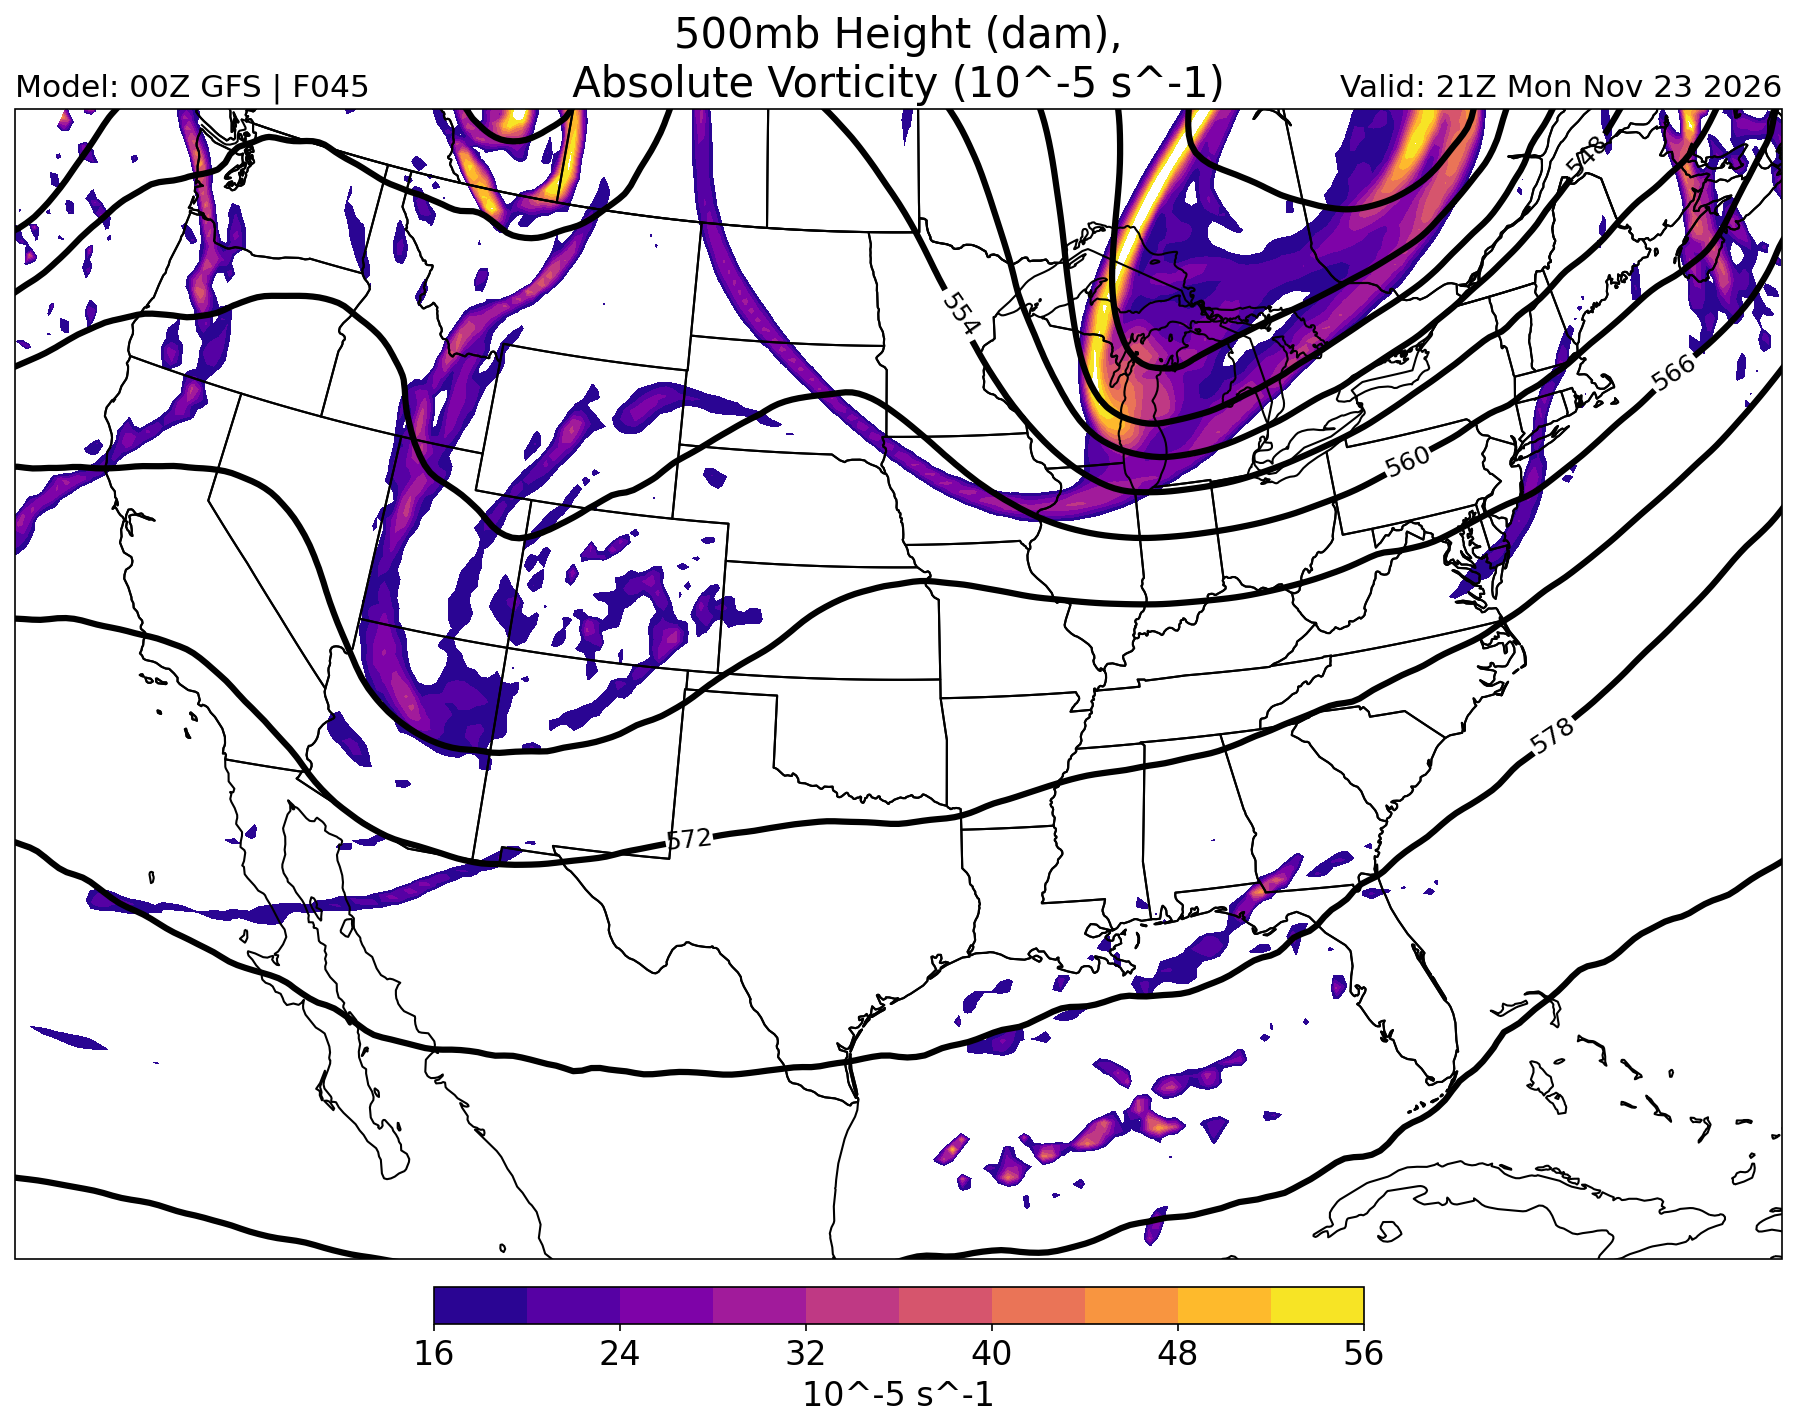 500mb Height (dam),
Model: 00Z GFS | F045
Absolute Vorticity (10^-5 s^-1)
Valid: 21Z Mon Nov 23 2026
548
554
566
560
578
572
16
24
32
40
48
56
10^-5 s^-1